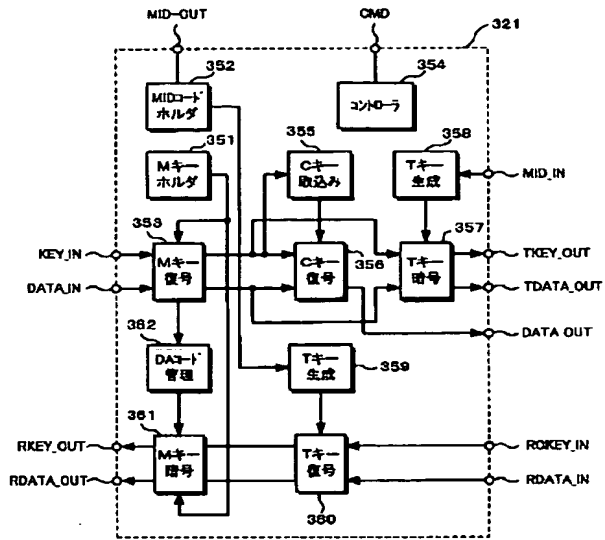 MID-OUT
CMD
321
352
354
MIDコード
ホルダ
コントローラ
351
355
358
Mキー
ホルダ
Cキー
取込み
Tキー
生成
MID_IN
353
357
KEY_IN
Mキー
復号
Cキー
復号
356
Tキー
暗号
TKEY_OUT
DATA_IN
TDATA_OUT
362
DATA OUT
DAコード
管理
Tキー
生成
359
361
RKEY_OUT
Mキー
暗号
Tキー
復号
RDATA_OUT
RDATA_IN
360